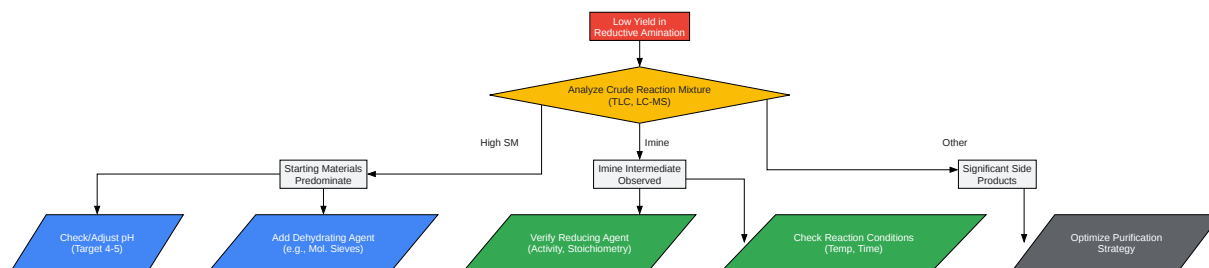 Low Yield in
Reductive Amination
Analyze Crude Reaction Mixture
(TLC, LC-MS)
High SM
Imine
Other
Starting Materials
Predominate
Imine Intermediate
Observed
Significant Side
Products
Check/Adjust pH
(Target 4-5)
Add Dehydrating Agent
(e.g., Mol. Sieves)
Verify Reducing Agent
(Activity, Stoichiometry)
Check Reaction Conditions
(Temp, Time)
Optimize Purification
Strategy